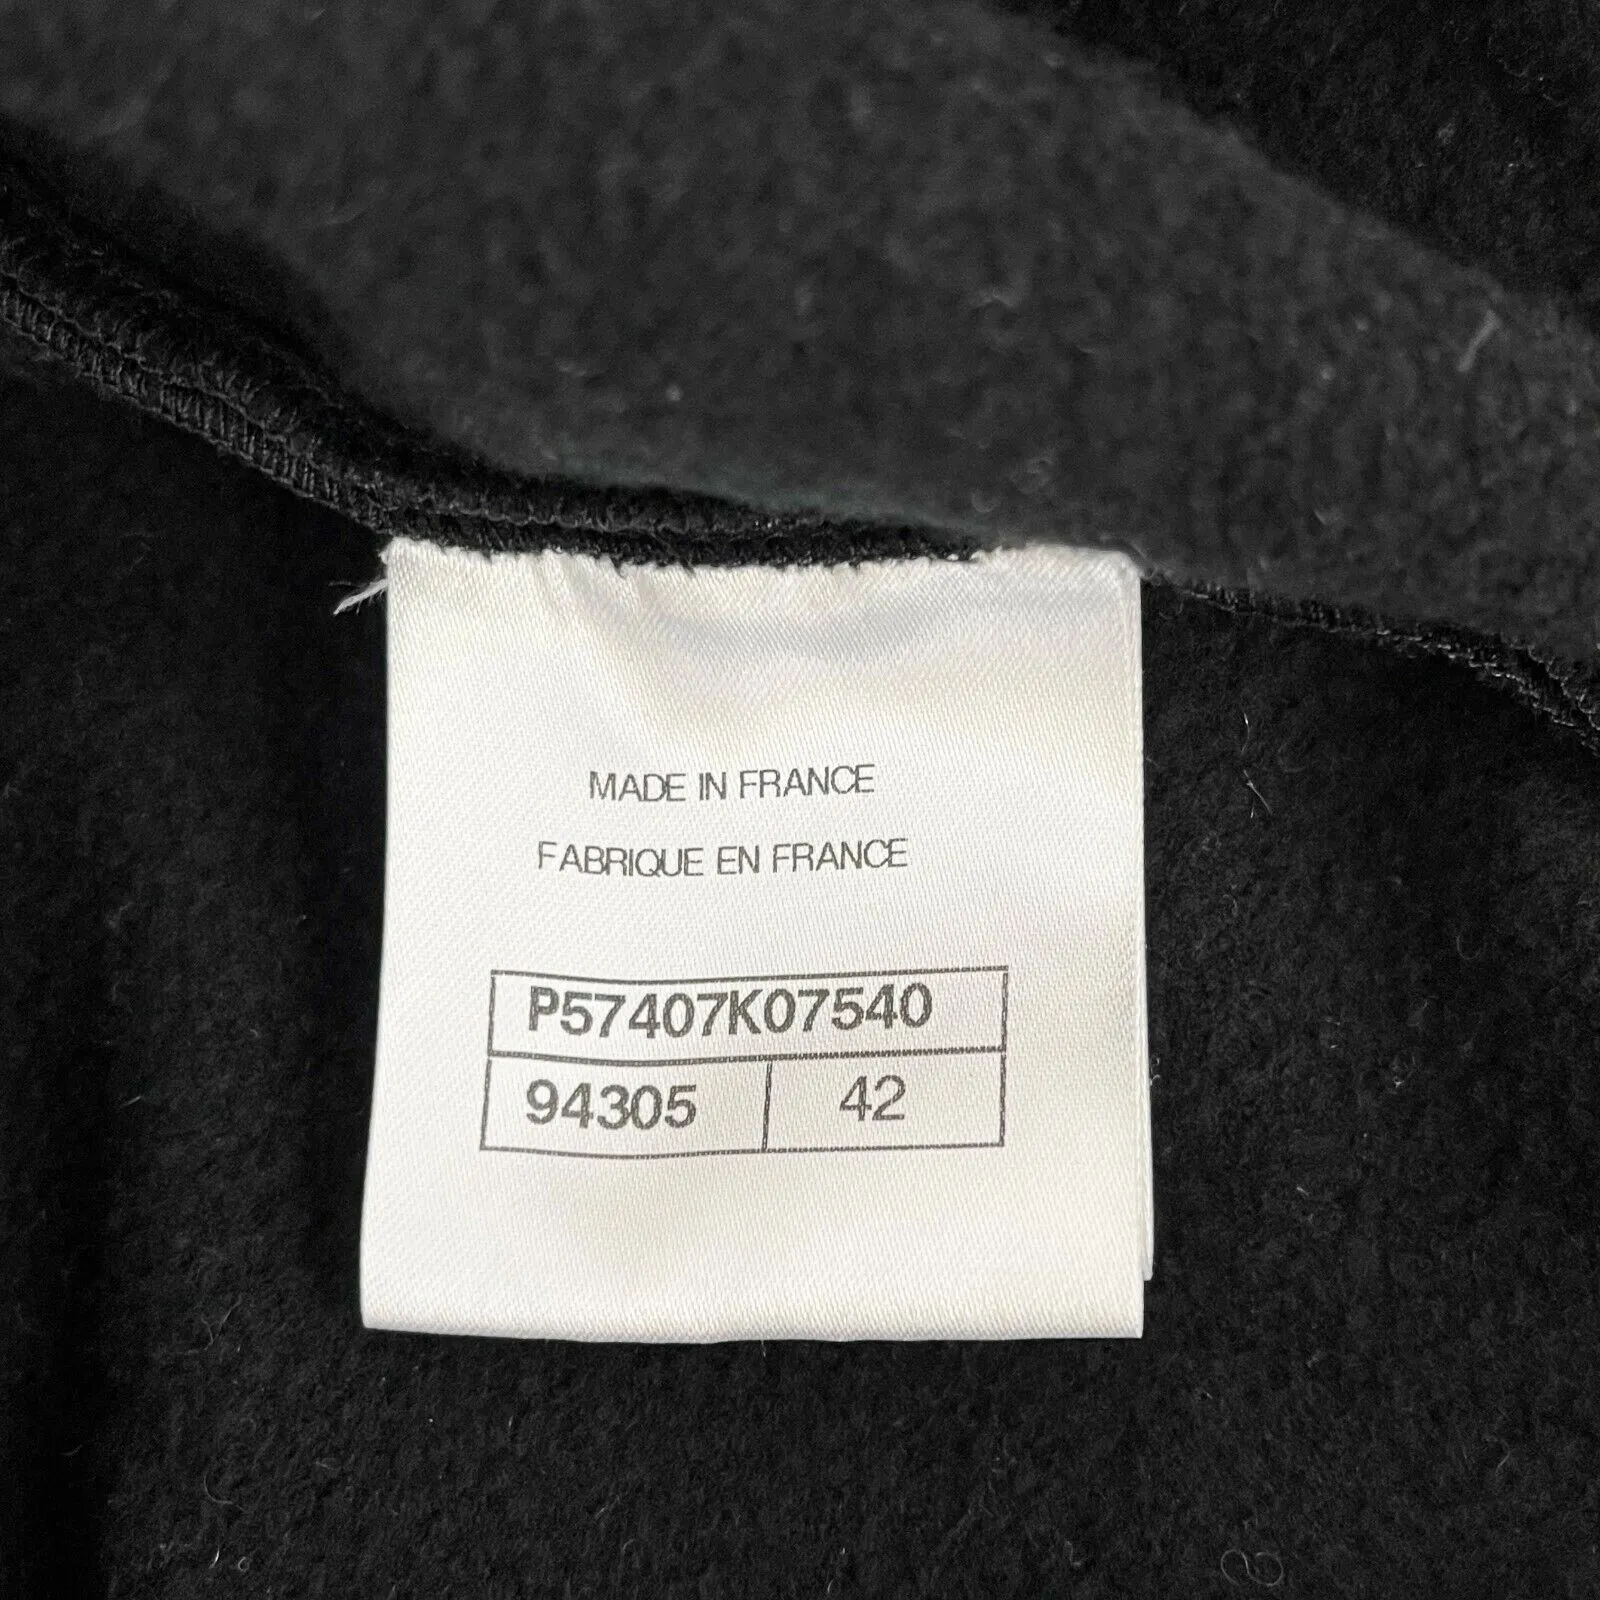 MADE IN FRANCE
FABRIQUE EN FRANCE
P57407K07540
94305 42